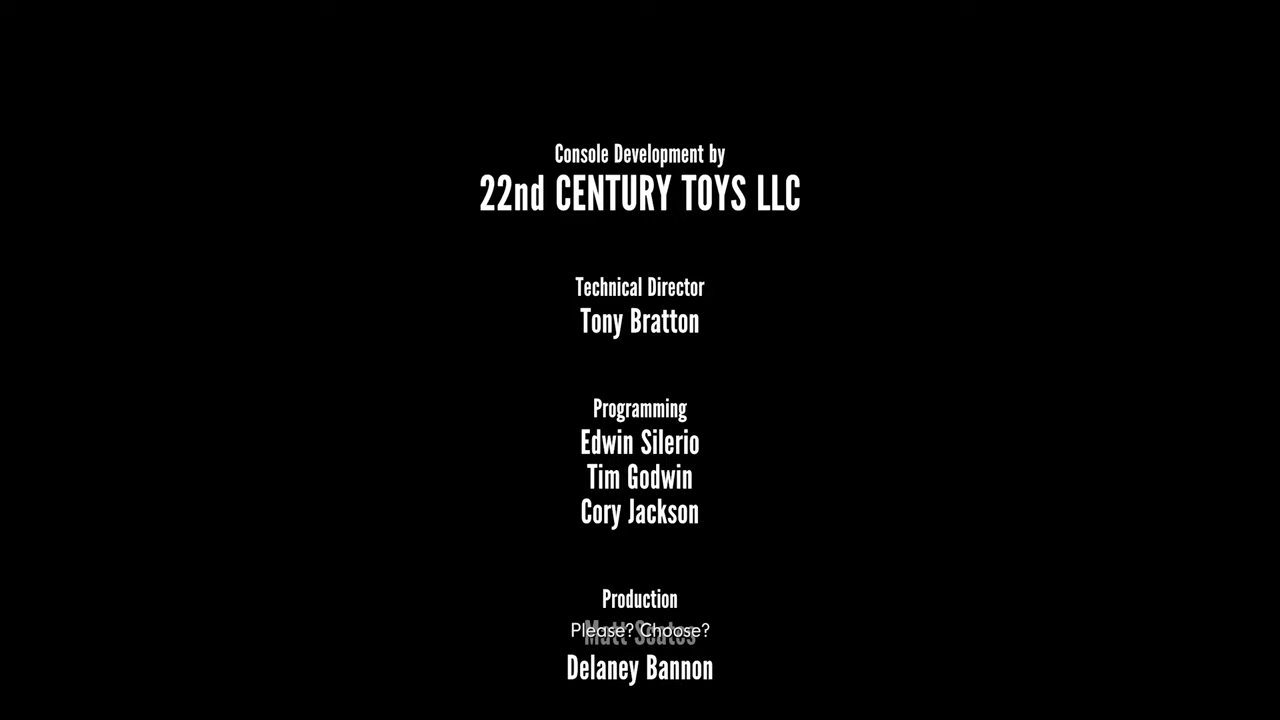 Console Development by
22nd CENTURY TOYS LLC
Technical Director
Tony Bratton
Programming
Edwin Silerio
Tim Godwin
Cory Jackson
Production
Please? Choose?
Matt
Delaney Bannon